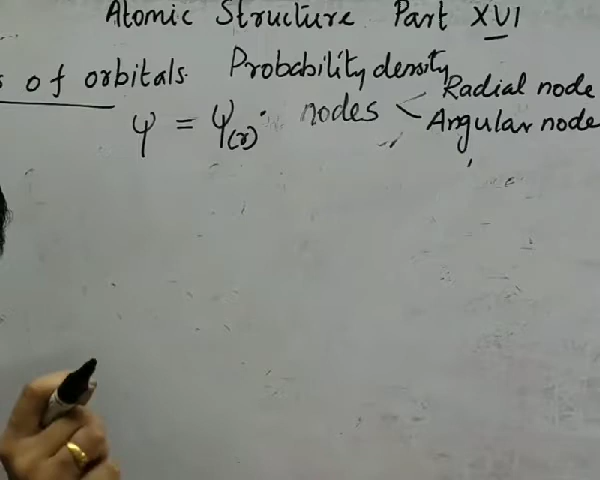 Atomic Structure Part XVI
s of orbitals Probability density
Radial node
ψ = ψ(r). nodes < Angular node